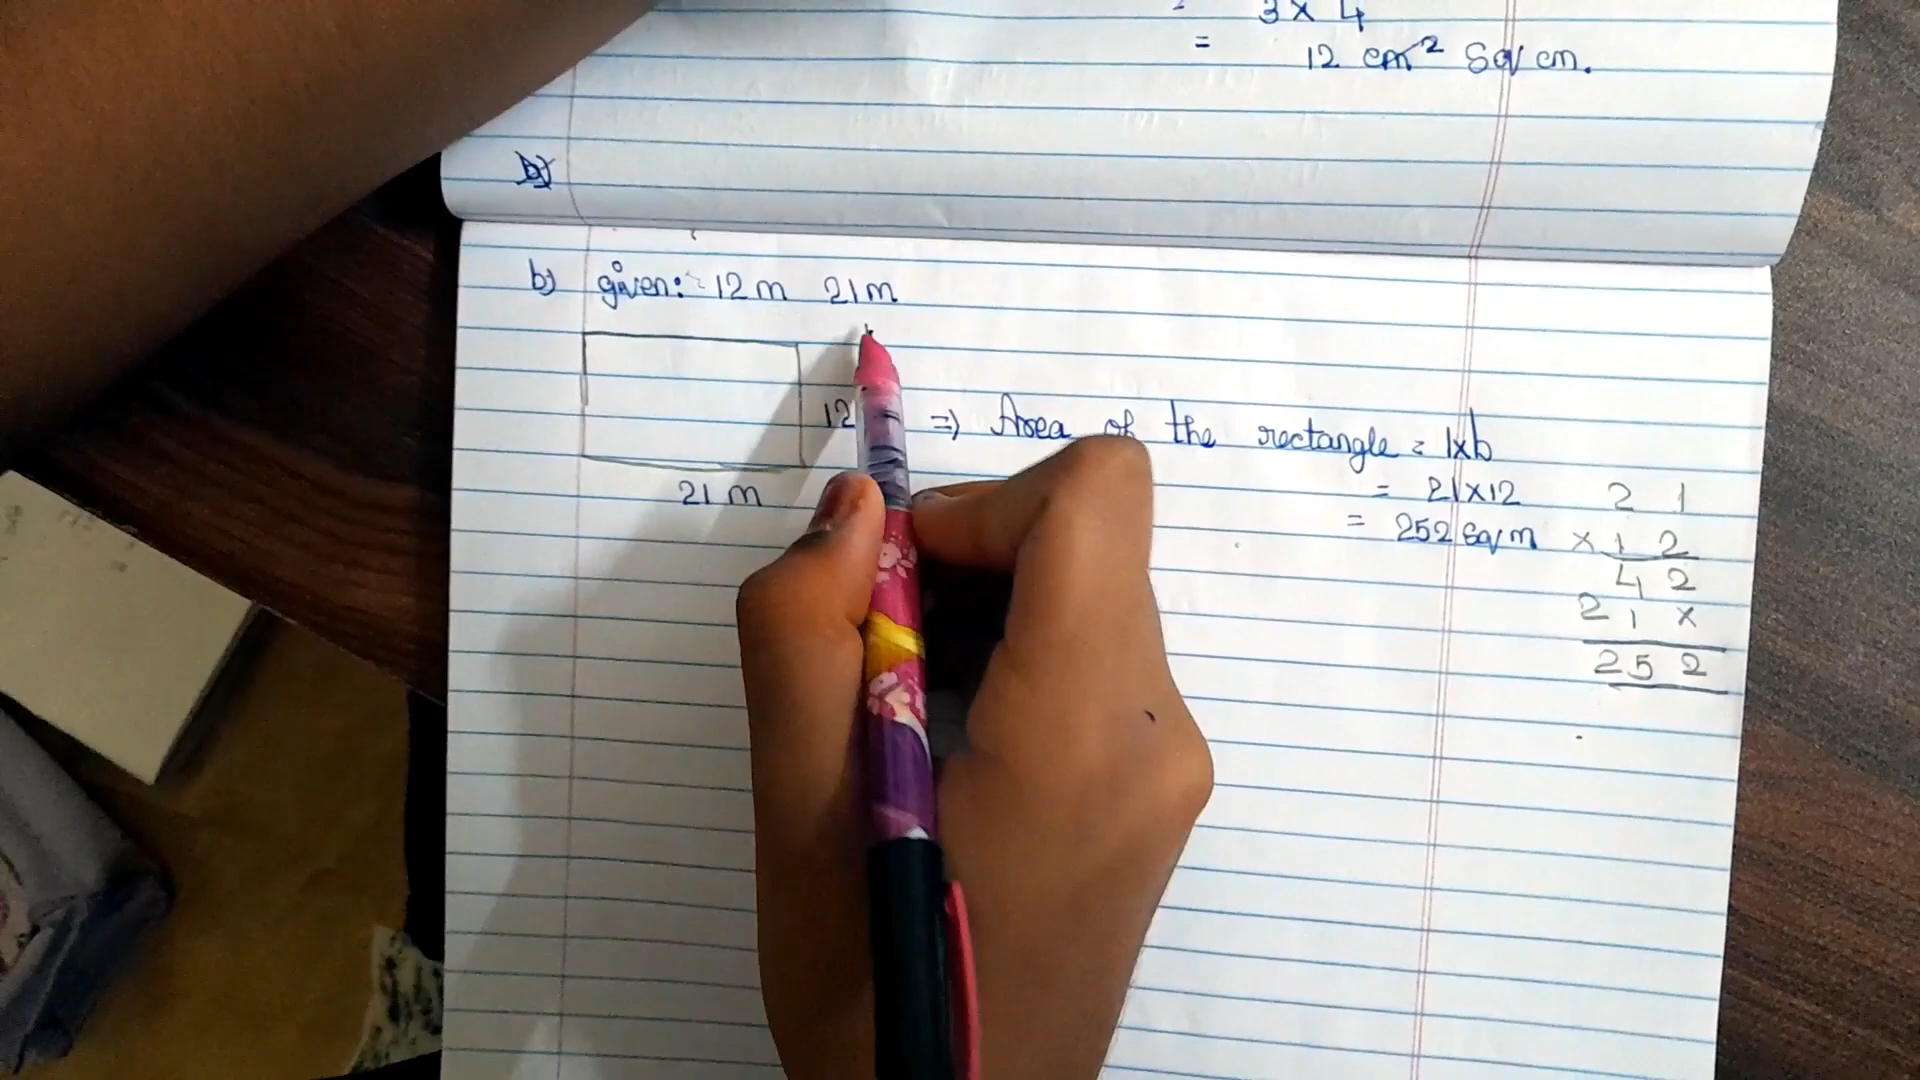 3 x 4
= 12 cm² Sq cm.
b)
b) given:- 12 m 21 m
12
=) Area of the rectangle = l x b
21 m
= 21 x 12
= 252 Sq m
2 1
x 1 2
4 2
2 1 x
2 5 2